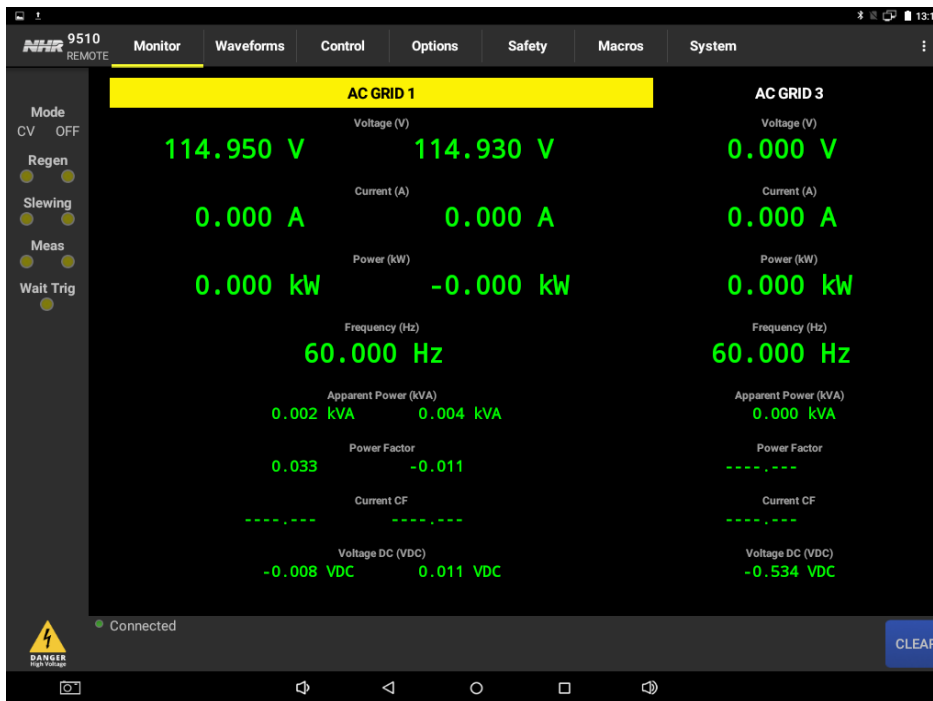 13:1
NHR 9510
REMOTE
Monitor Waveforms Control Options Safety Macros System
AC GRID 1 AC GRID 3
Mode
CV OFF
Regen
Slewing
Meas
Wait Trig
Voltage (V) Voltage (V)
114.950 V 114.930 V 0.000 V
Current (A) Current (A)
0.000 A 0.000 A 0.000 A
Power (kW) Power (kW)
0.000 kW -0.000 kW 0.000 kW
Frequency (Hz) Frequency (Hz)
60.000 Hz 60.000 Hz
Apparent Power (kVA) Apparent Power (kVA)
0.002 kVA 0.004 kVA 0.000 kVA
Power Factor Power Factor
0.033 -0.011 ----.---
Current CF Current CF
----.--- ----.--- ----.---
Voltage DC (VDC) Voltage DC (VDC)
-0.008 VDC 0.011 VDC -0.534 VDC
Connected
CLEAR
DANGER
High Voltage